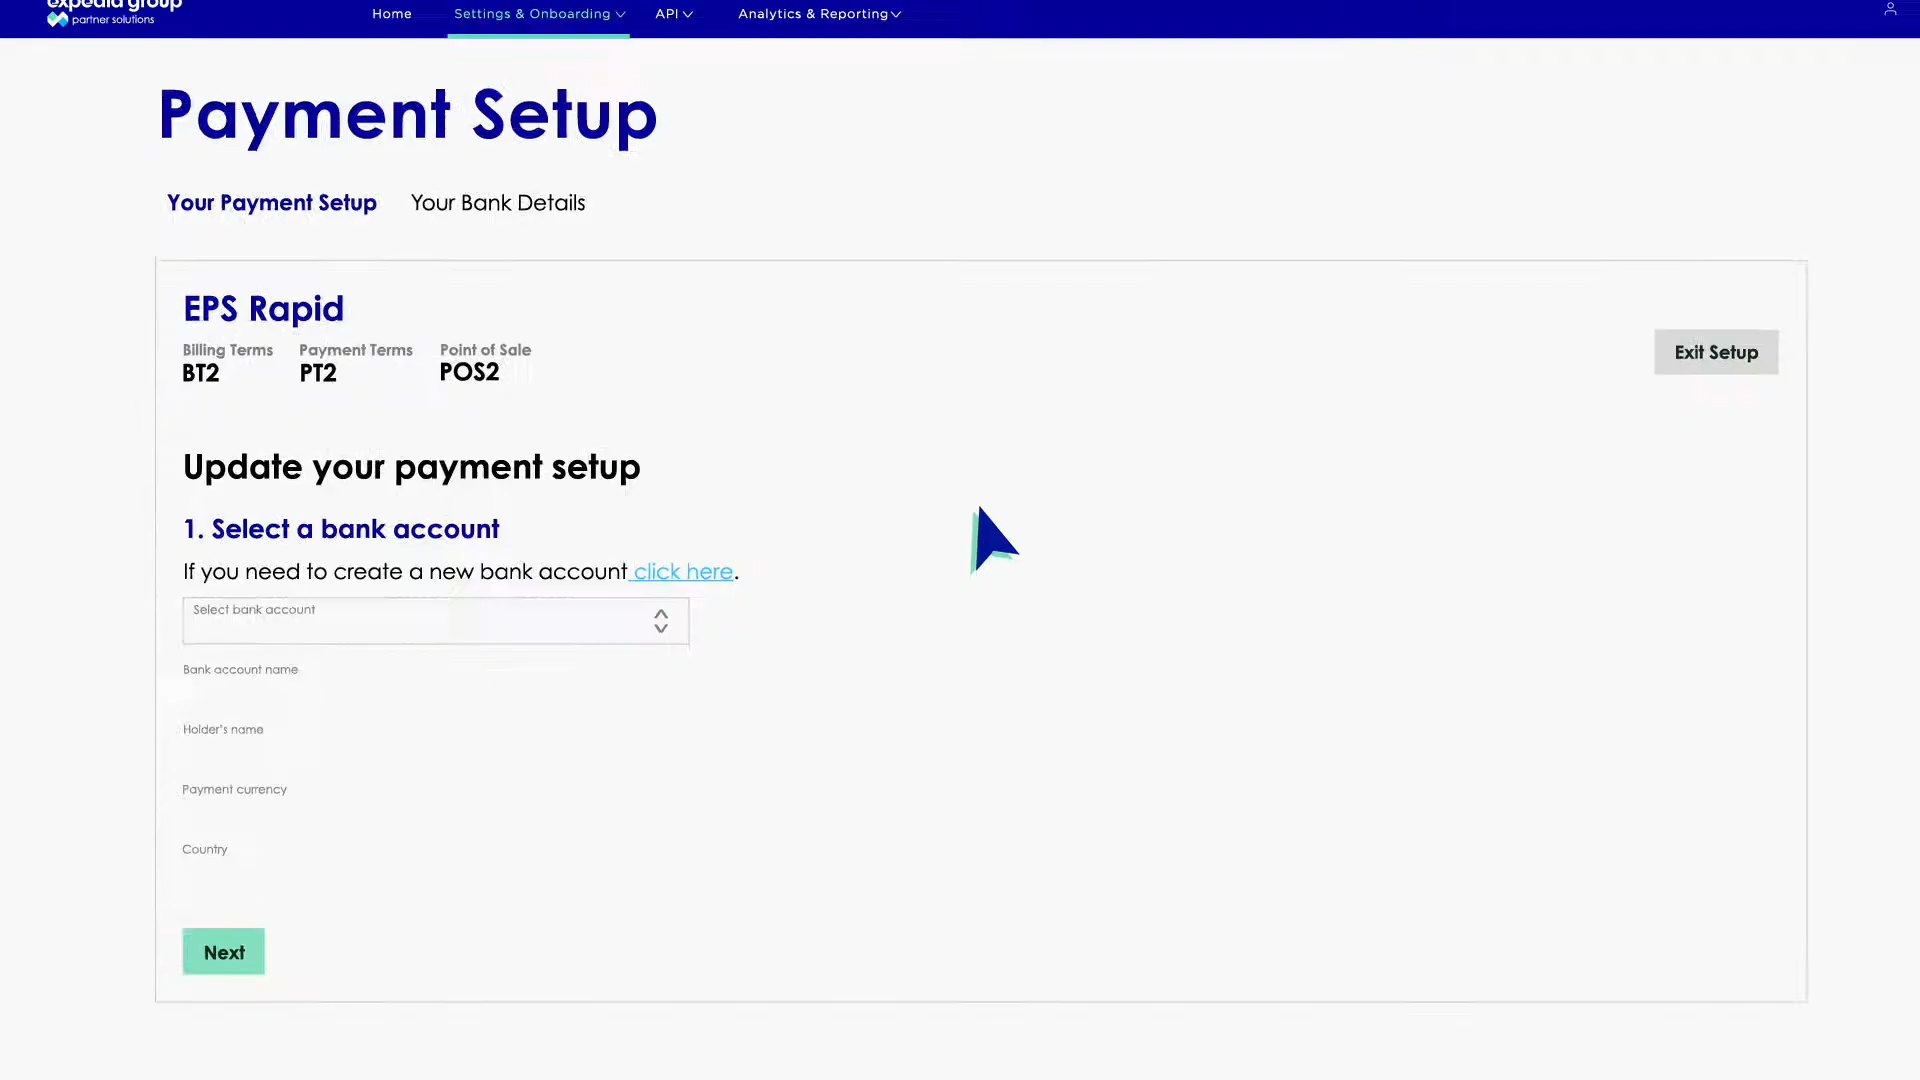 expedia group
partner solutions
Home Settings & Onboarding API Analytics & Reporting
Payment Setup
Your Payment Setup Your Bank Details
EPS Rapid
Billing Terms Payment Terms Point of Sale
BT2 PT2 POS2
Exit Setup
Update your payment setup
1. Select a bank account
If you need to create a new bank account click here.
Select bank account
Bank account name
Holder's name
Payment currency
Country
Next